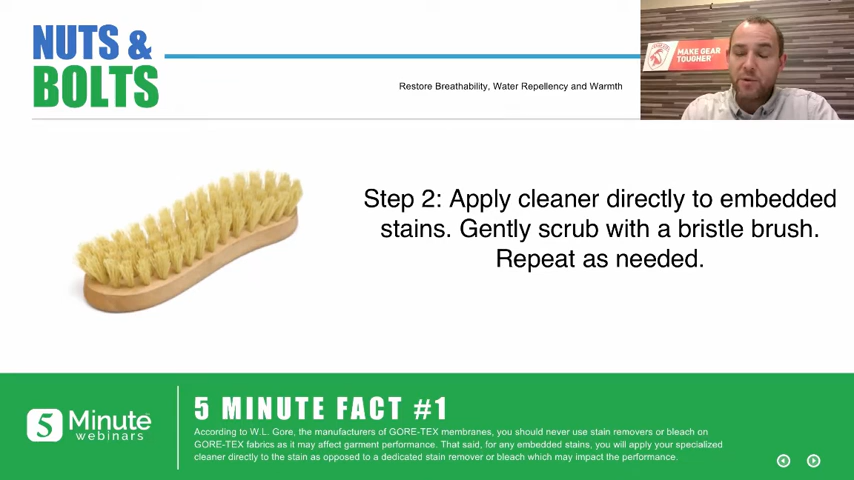 NUTS &
BOLTS
Restore Breathability, Water Repellency and Warmth
MAKE GEAR
TOUGHER™
Step 2: Apply cleaner directly to embedded
stains. Gently scrub with a bristle brush.
Repeat as needed.
5 Minute
webinars
5 MINUTE FACT #1
According to W.L. Gore, the manufacturers of GORE-TEX membranes, you should never use stain removers or bleach on
GORE-TEX fabrics as it may affect garment performance. That said, for any embedded stains, you will apply your specialized
cleaner directly to the stain as opposed to a dedicated stain remover or bleach which may impact the performance.